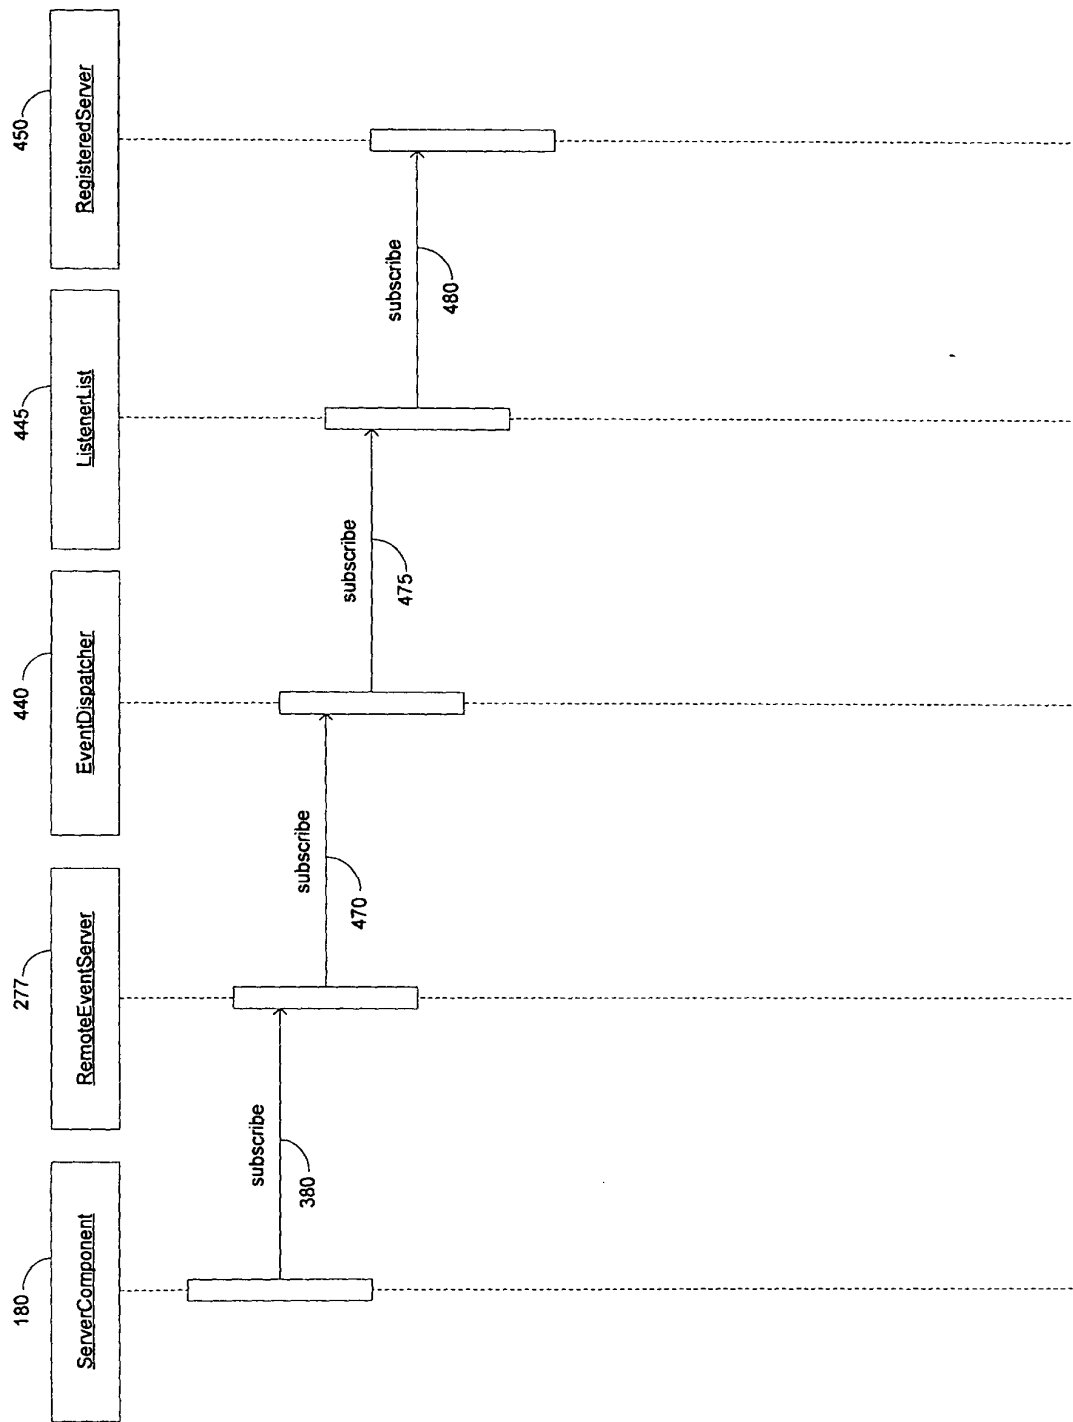 180
ServerComponent
277
RemoteEventServer
440
EventDispatcher
445
ListenerList
450
RegisteredServer
subscribe
380
subscribe
470
subscribe
475
subscribe
480